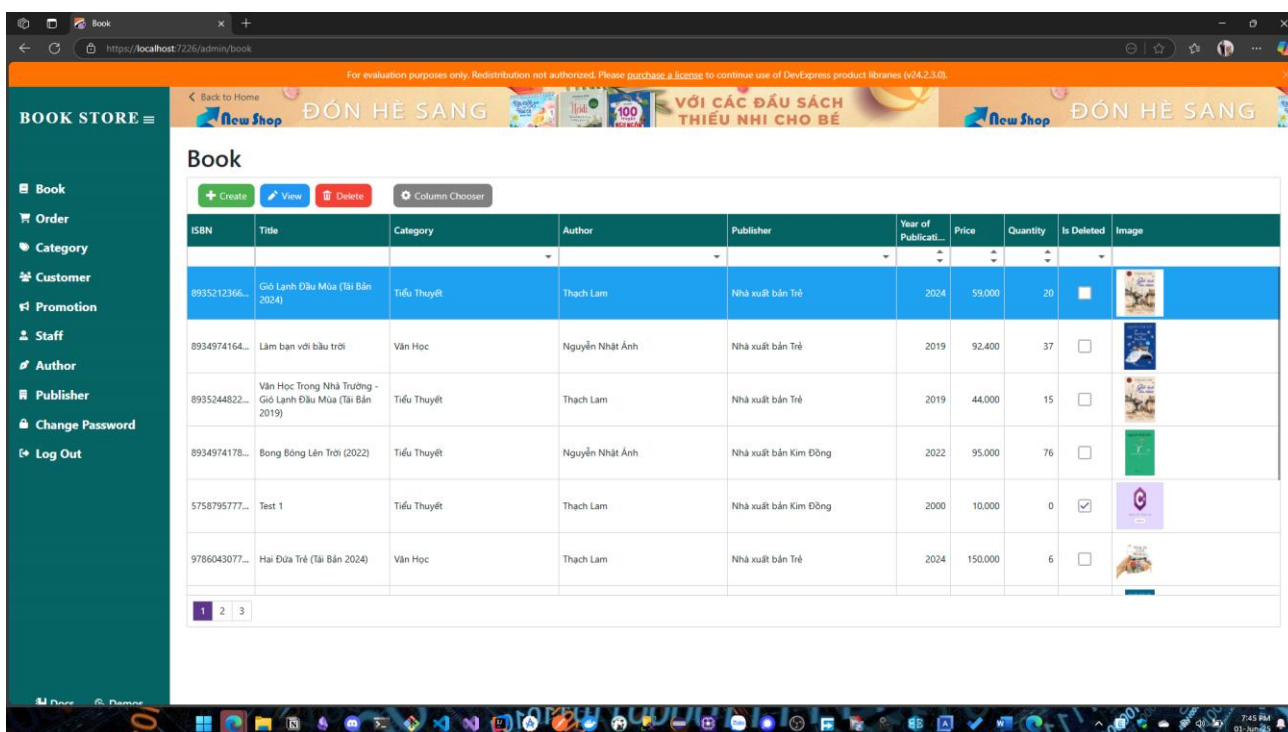 Book
https://localhost:7226/admin/book
For evaluation purposes only. Redistribution not authorized. Please purchase a license to continue use of DevExpress product libraries (v24.2.3.0).
BOOK STORE
Back to Home
New Shop
ĐÓN HÈ SANG
Heidi
100
VỚI CÁC ĐẦU SÁCH
THIẾU NHI CHO BÉ
New Shop
ĐÓN HÈ SANG
Book
Create View Delete Column Chooser
Book
Order
Category
Customer
Promotion
Staff
Author
Publisher
Change Password
Log Out
ISBN Title Category Author Publisher Year of Publicati... Price Quantity Is Deleted Image
8935212366... Gió Lạnh Đầu Mùa (Tái Bản 2024) Tiểu Thuyết Thạch Lam Nhà xuất bản Trẻ 2024 59,000 20
8934974164... Làm bạn với bầu trời Văn Học Nguyễn Nhật Ánh Nhà xuất bản Trẻ 2019 92,400 37
8935244822... Văn Học Trong Nhà Trường - Gió Lạnh Đầu Mùa (Tái Bản 2019) Tiểu Thuyết Thạch Lam Nhà xuất bản Trẻ 2019 44,000 15
8934974178... Bong Bóng Lên Trời (2022) Tiểu Thuyết Nguyễn Nhật Ánh Nhà xuất bản Kim Đồng 2022 95,000 76
5758795777... Test 1 Tiểu Thuyết Thạch Lam Nhà xuất bản Kim Đồng 2000 10,000 0
9786043077... Hai Đứa Trẻ (Tái Bản 2024) Văn Học Thạch Lam Nhà xuất bản Trẻ 2024 150,000 6
1 2 3
Docs Demos
7:45 PM
01-Jun-25